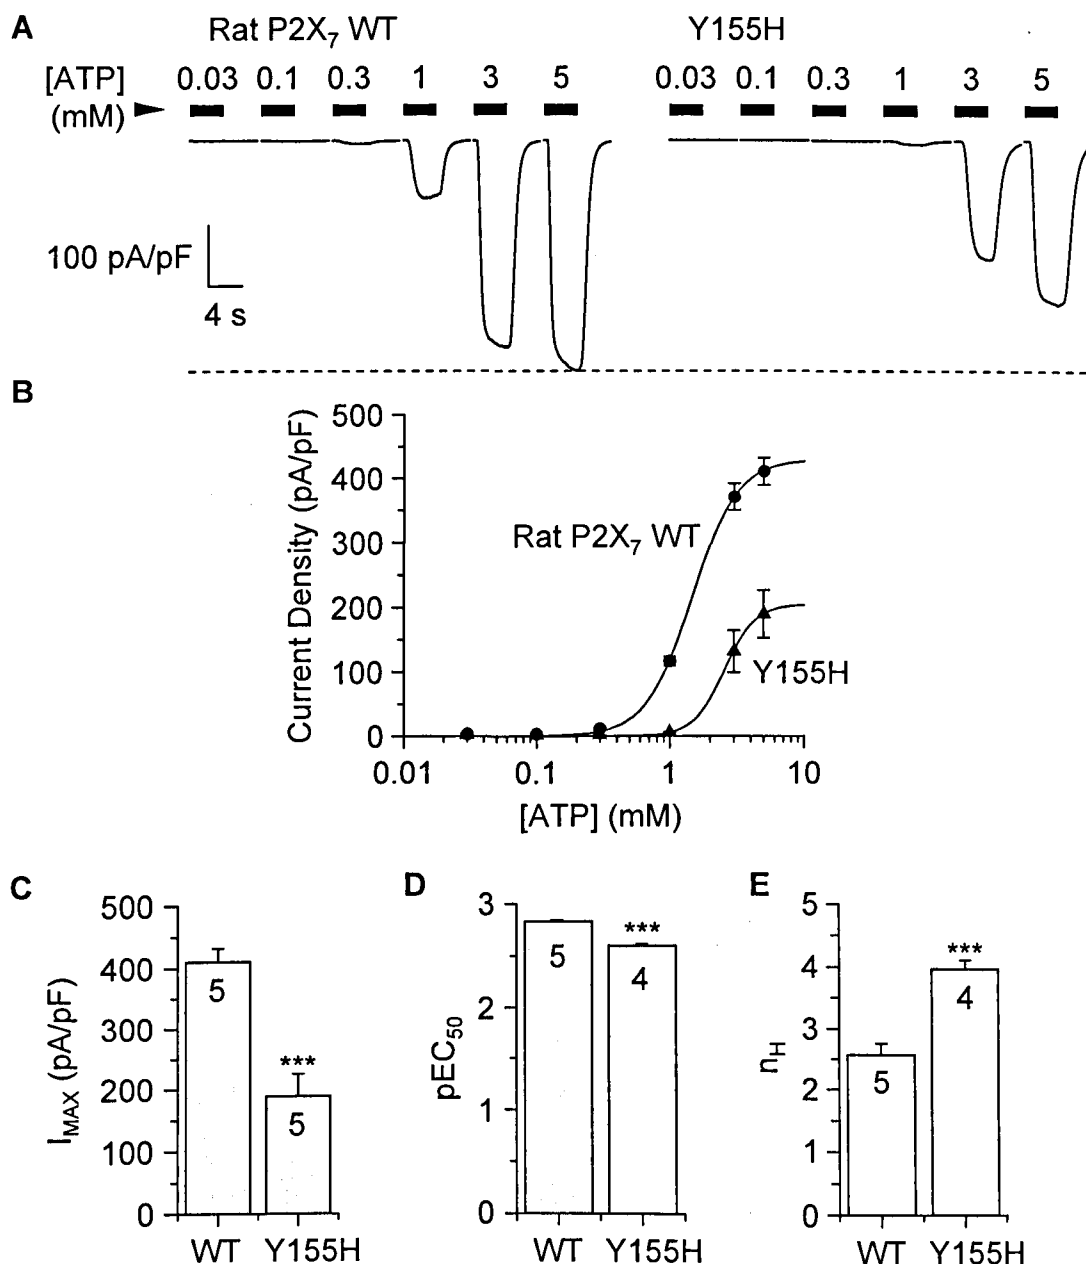 A
Rat P2X7 WT
Y155H
[ATP] 0.03 0.1 0.3 1 3 5 0.03 0.1 0.3 1 3 5
(mM)
100 pA/pF
4 s
B
Current Density (pA/pF)
500
400
300
200
100
0
Rat P2X7 WT
Y155H
0.01 0.1 1 10
[ATP] (mM)
C
IMAX (pA/pF)
500
400
300
200
100
0
5
***
5
WT Y155H
D
pEC50
3
2
1
0
5
***
4
WT Y155H
E
nH
5
4
3
2
1
0
5
***
4
WT Y155H